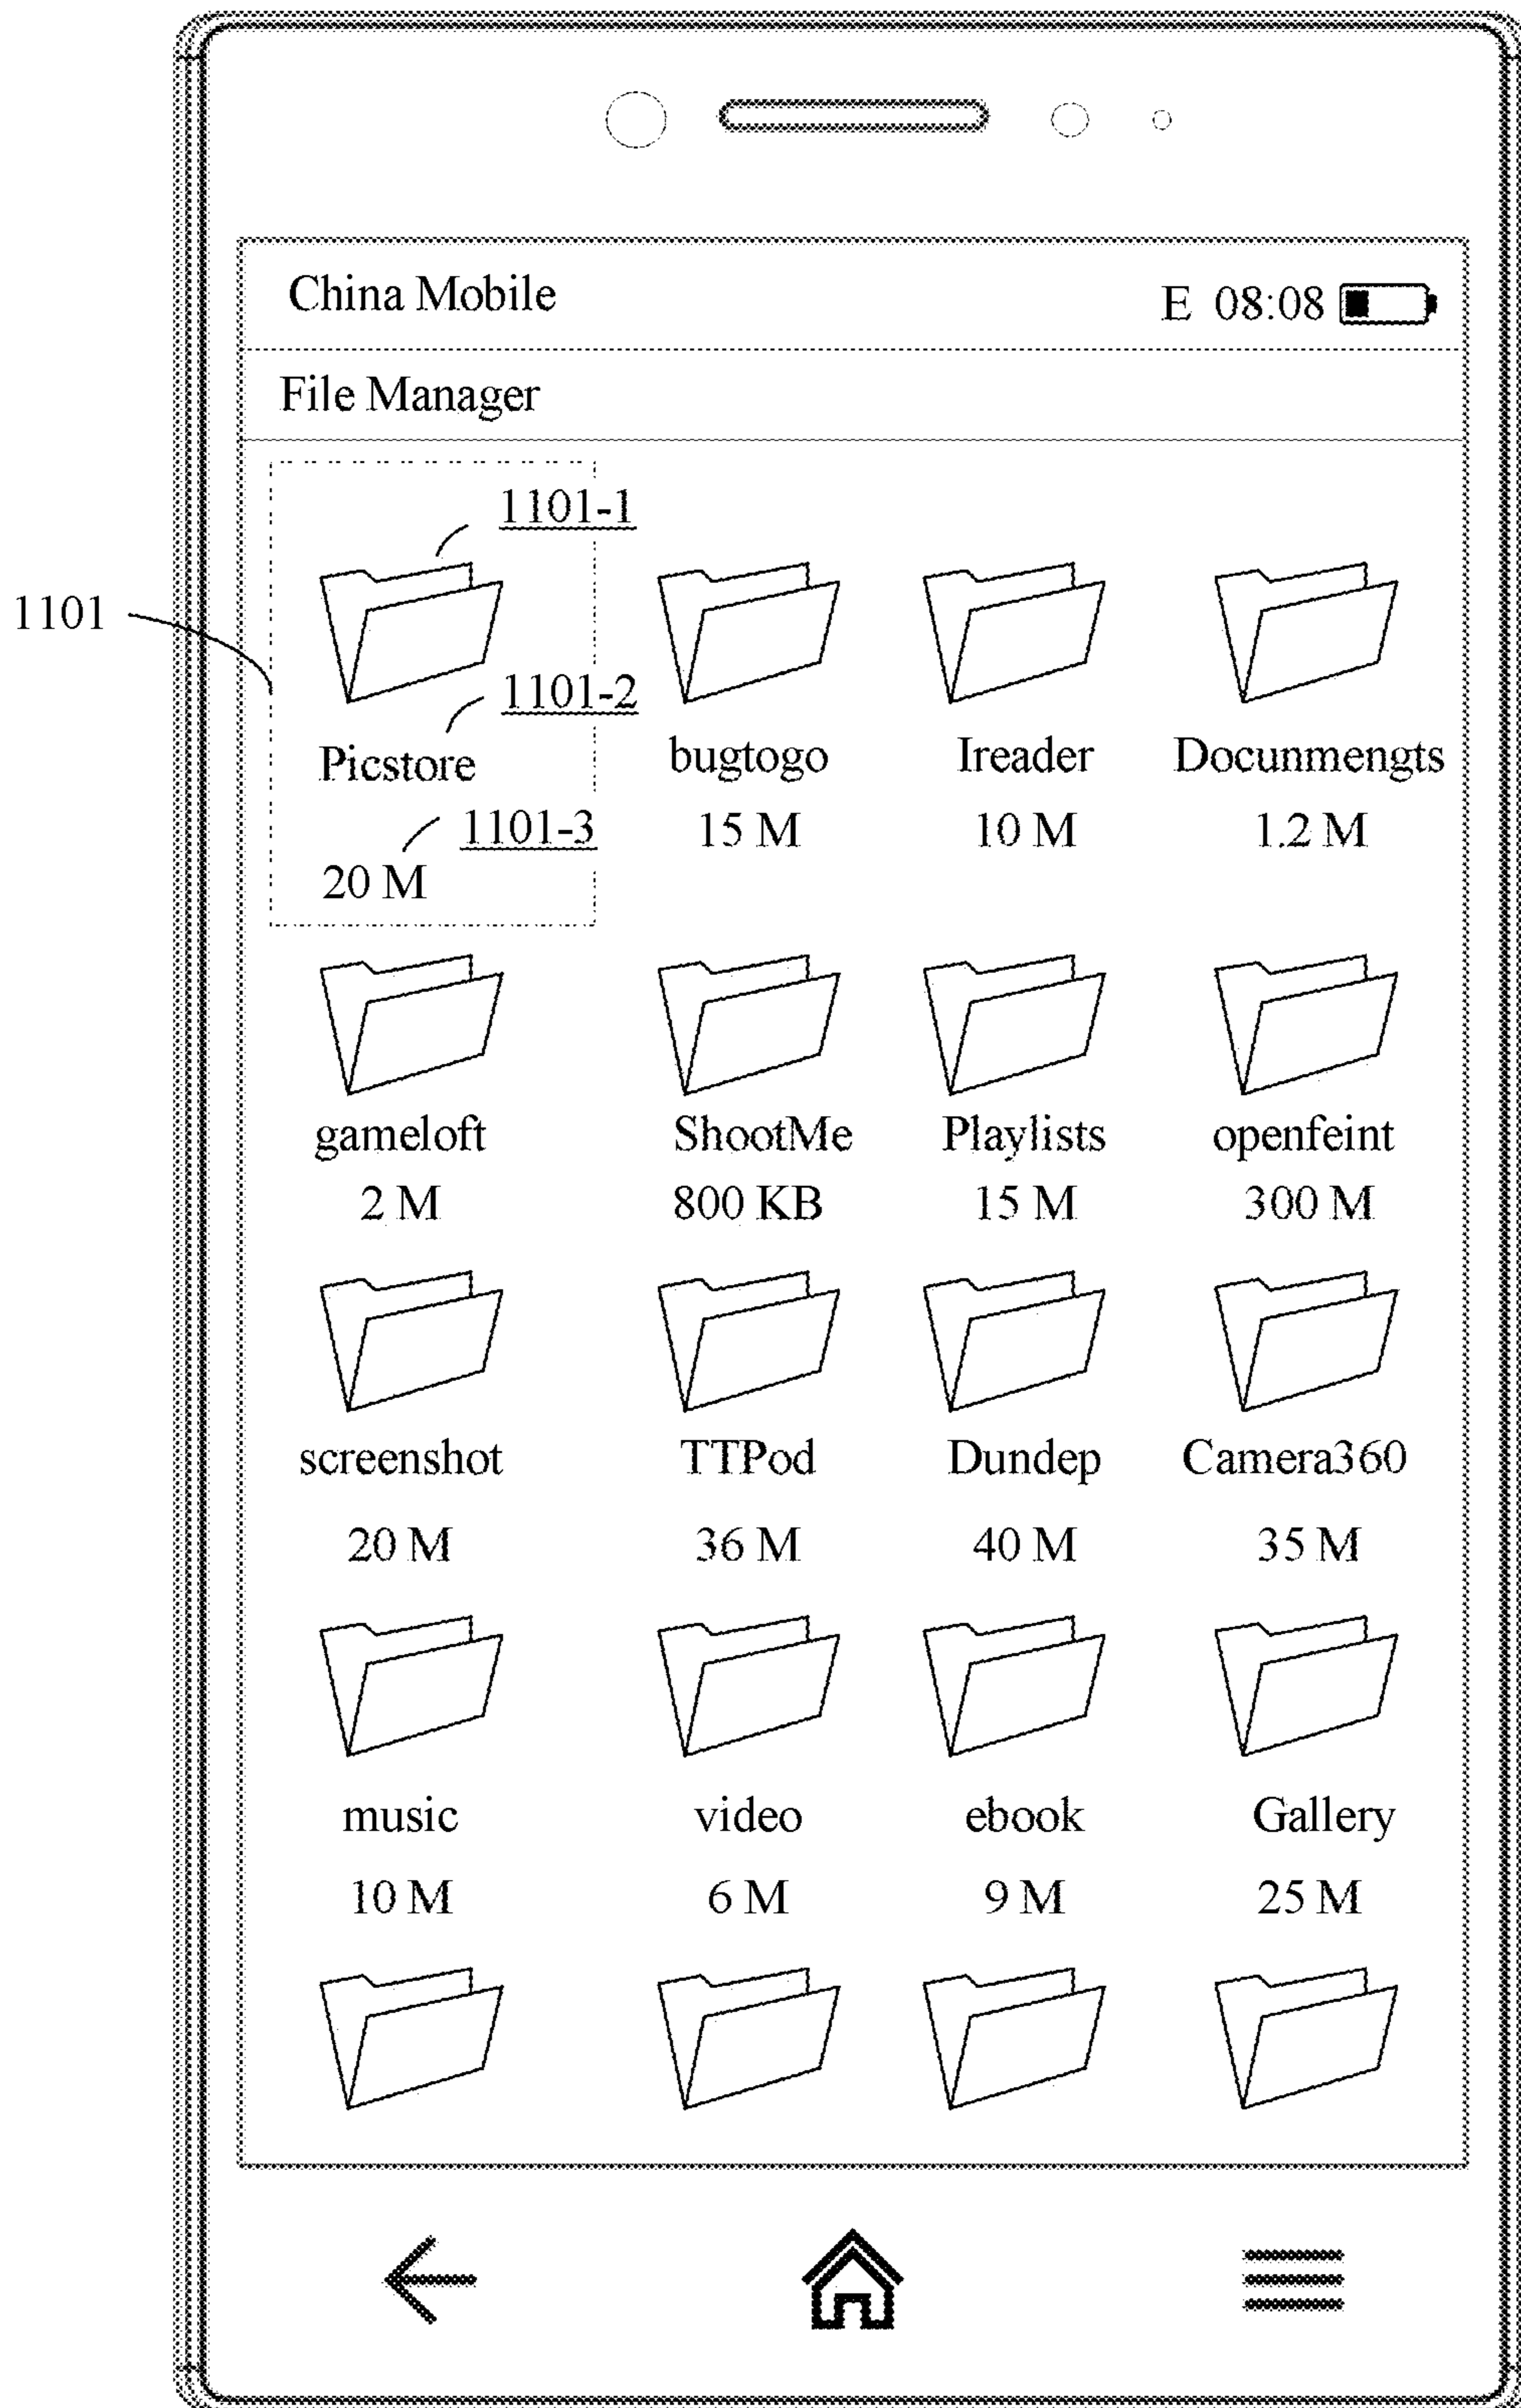 China Mobile
E 08:08
File Manager
1101-1
1101
1101-2
Picstore bugtogo Ireader Docunmengts
1101-3
20 M 15 M 10 M 1.2 M
gameloft ShootMe Playlists openfeint
2 M 800 KB 15 M 300 M
screenshot TTPod Dundep Camera360
20 M 36 M 40 M 35 M
music video ebook Gallery
10 M 6 M 9 M 25 M